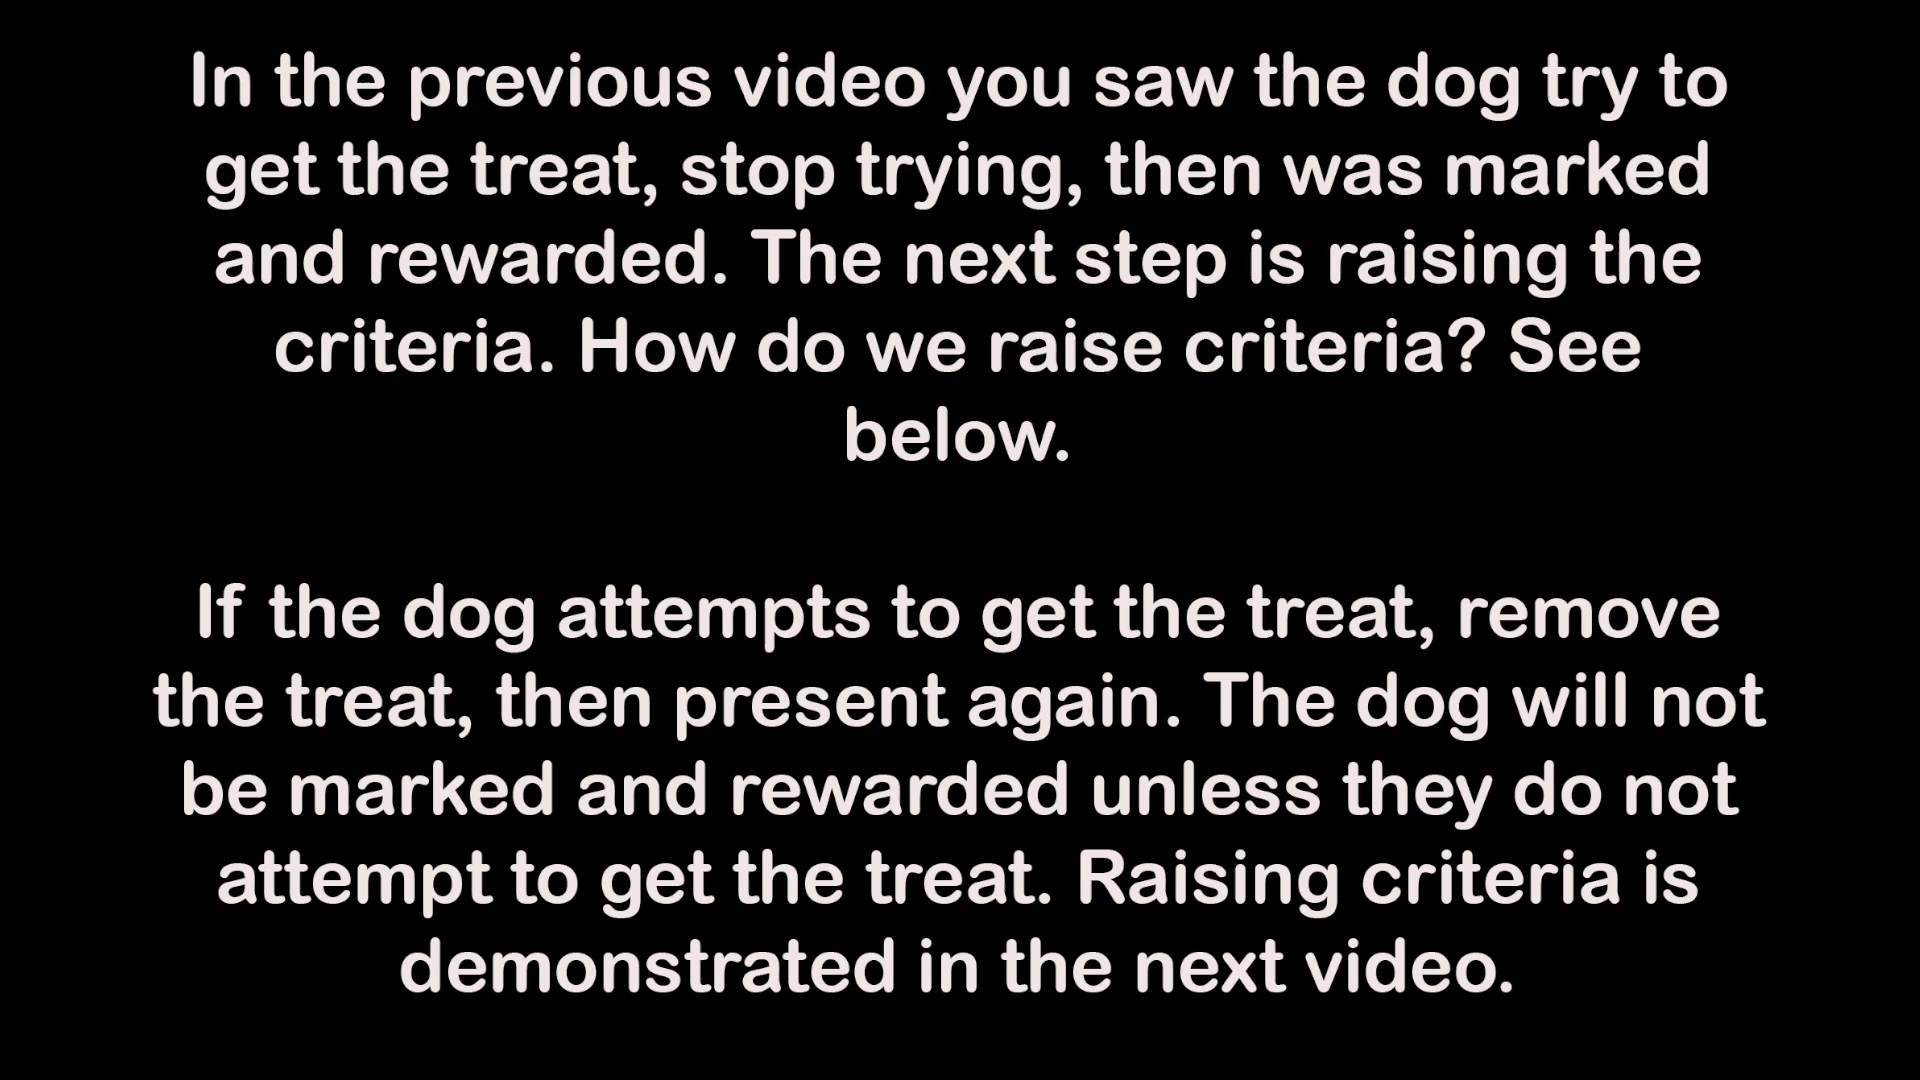 In the previous video you saw the dog try to
get the treat, stop trying, then was marked
and rewarded. The next step is raising the
criteria. How do we raise criteria? See
below.
If the dog attempts to get the treat, remove
the treat, then present again. The dog will not
be marked and rewarded unless they do not
attempt to get the treat. Raising criteria is
demonstrated in the next video.